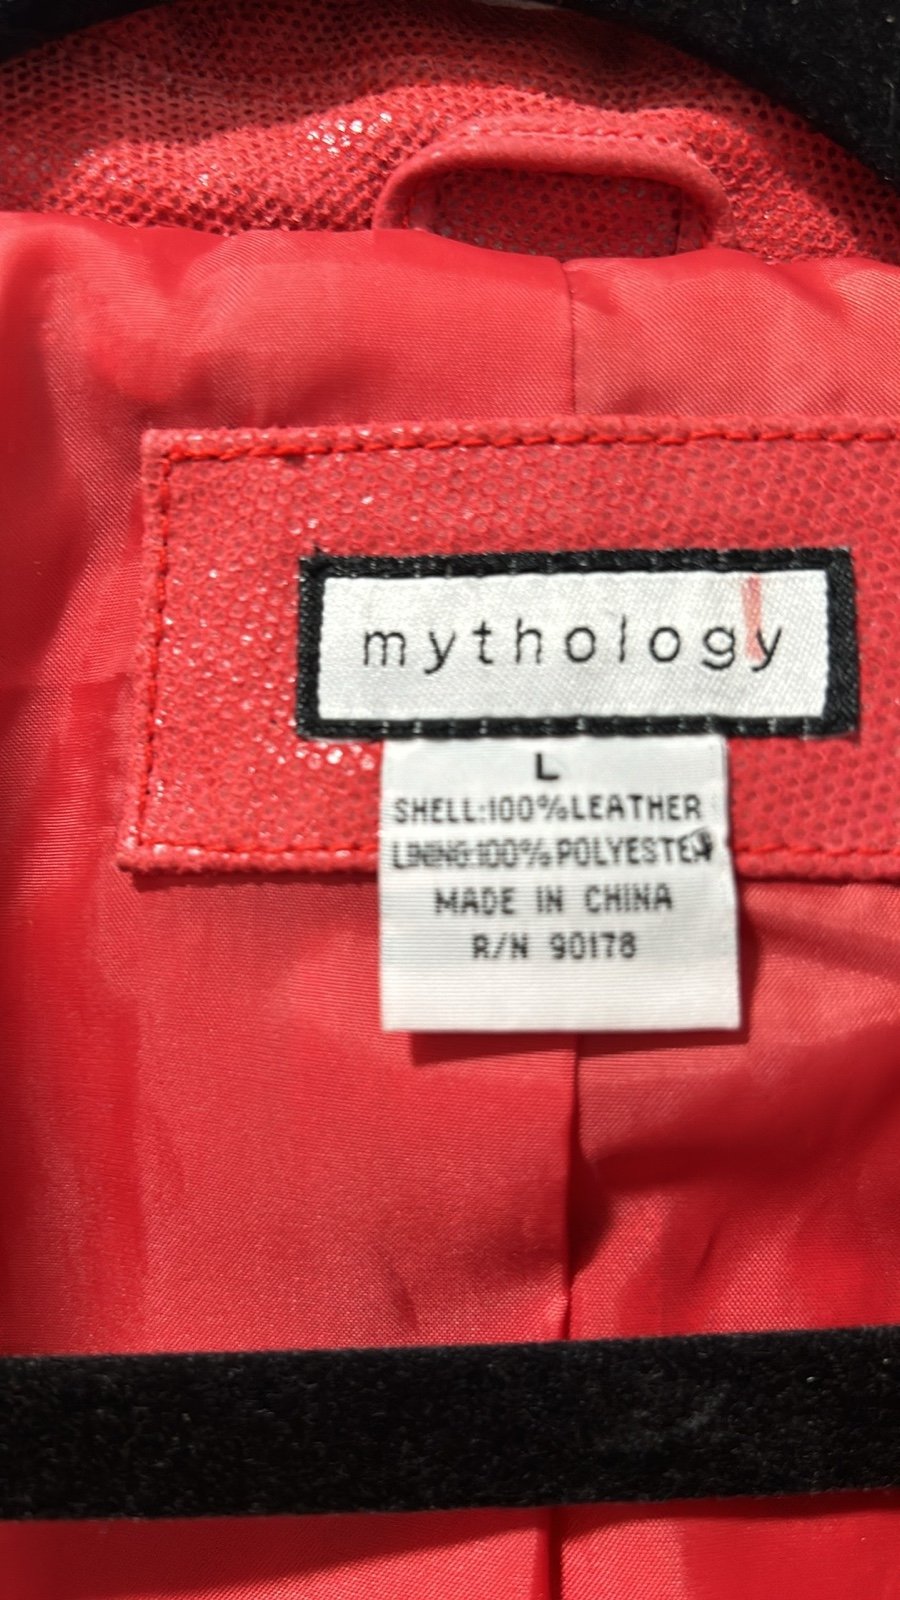 mythology
L
SHELL:100%LEATHER
LINING:100%POLYESTER
MADE IN CHINA
R/N 90178